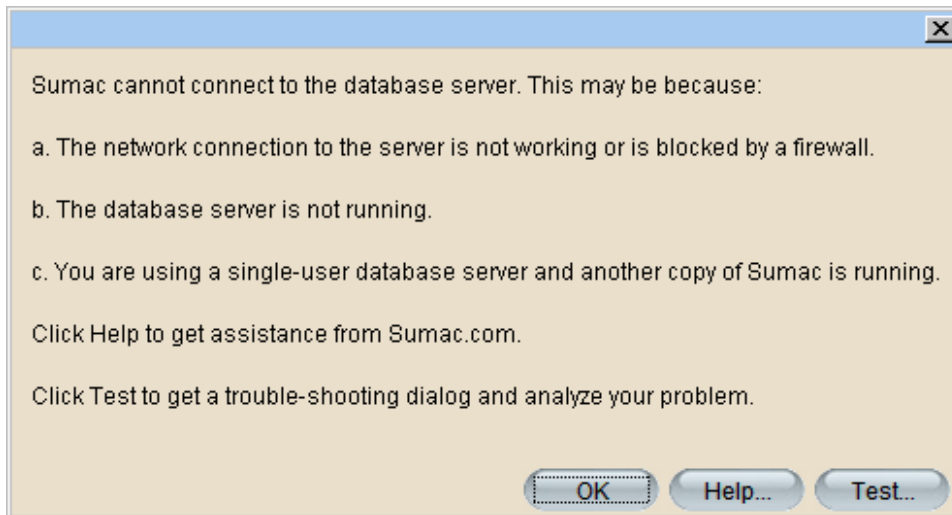 Sumac cannot connect to the database server. This may be because:
a. The network connection to the server is not working or is blocked by a firewall.
b. The database server is not running.
c. You are using a single-user database server and another copy of Sumac is running.
Click Help to get assistance from Sumac.com.
Click Test to get a trouble-shooting dialog and analyze your problem.
OK Help... Test...